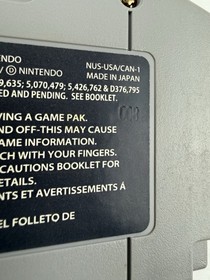 ENDO
/ ⓓ NINTENDO NUS-USA/CAN-1
MADE IN JAPAN
9,635; 5,070,479; 5,426,762 & D376,795
ED AND PENDING. SEE BOOKLET.
VING A GAME PAK.
ND OFF-THIS MAY CAUSE
AME INFORMATION.
CH WITH YOUR FINGERS.
CAUTIONS BOOKLET FOR
ETAILS.
NTS ET AVERTISSEMENTS À
EL FOLLETO DE